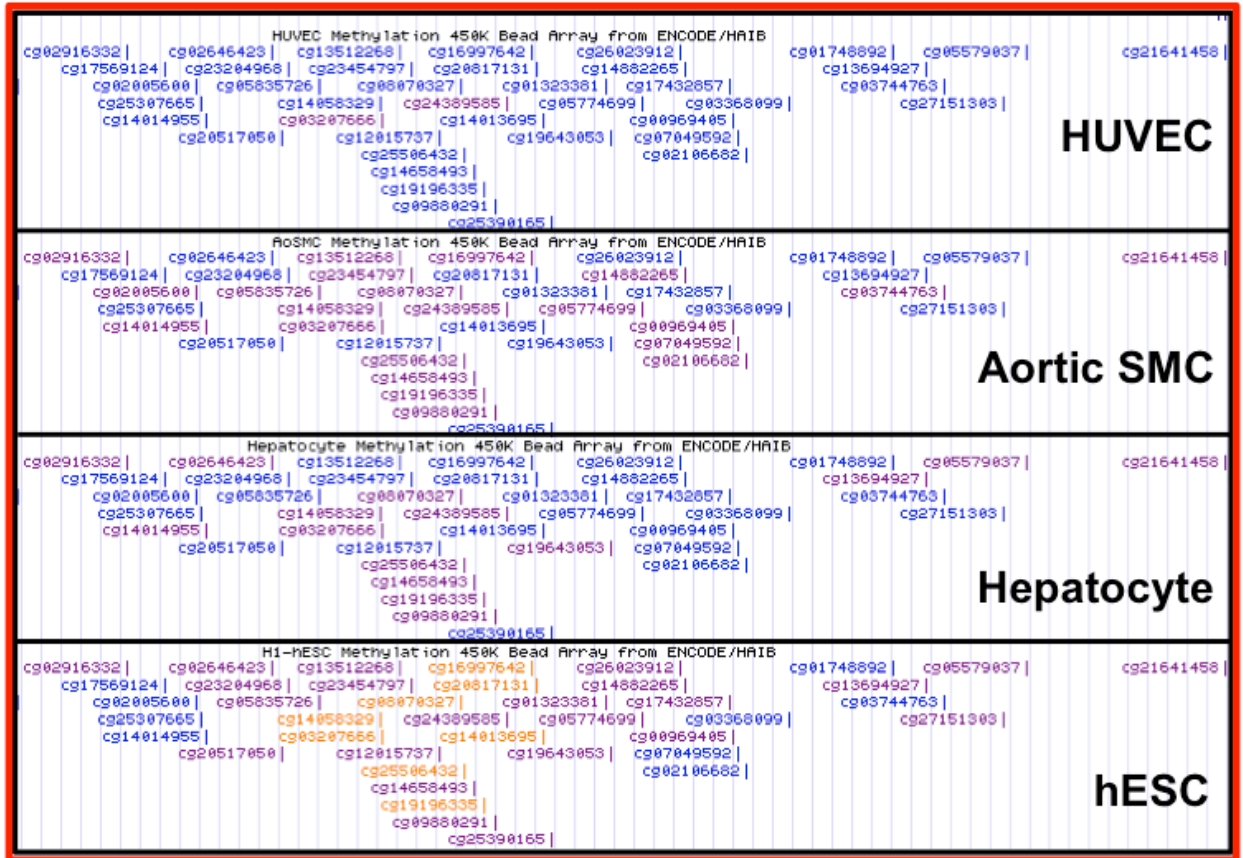 HUVEC Methylation 450K Bead Array from ENCODE/HAIB
cg02916332| cg02646423| cg13512268| cg16997642| cg26023912| cg01748892| cg05579037| cg21641458|
cg17569124| cg23204968| cg23454797| cg20817131| cg14882265| cg13694927|
cg02005600| cg05835726| cg08070327| cg01323381| cg17432857| cg03744763|
cg25307665| cg14058329| cg24389585| cg05774699| cg03368099| cg27151303|
cg14014955| cg03207666| cg14013695| cg00969405|
cg20517050| cg12015737| cg19643053| cg07049592|
cg25506432| cg02106682|
cg14658493|
cg19196335|
cg09880291|
cg25390165|
HUVEC
AoSMC Methylation 450K Bead Array from ENCODE/HAIB
cg02916332| cg02646423| cg13512268| cg16997642| cg26023912| cg01748892| cg05579037| cg21641458|
cg17569124| cg23204968| cg23454797| cg20817131| cg14882265| cg13694927|
cg02005600| cg05835726| cg08070327| cg01323381| cg17432857| cg03744763|
cg25307665| cg14058329| cg24389585| cg05774699| cg03368099| cg27151303|
cg14014955| cg03207666| cg14013695| cg00969405|
cg20517050| cg12015737| cg19643053| cg07049592|
cg25506432| cg02106682|
cg14658493|
cg19196335|
cg09880291|
cg25390165|
Aortic SMC
Hepatocyte Methylation 450K Bead Array from ENCODE/HAIB
cg02916332| cg02646423| cg13512268| cg16997642| cg26023912| cg01748892| cg05579037| cg21641458|
cg17569124| cg23204968| cg23454797| cg20817131| cg14882265| cg13694927|
cg02005600| cg05835726| cg08070327| cg01323381| cg17432857| cg03744763|
cg25307665| cg14058329| cg24389585| cg05774699| cg03368099| cg27151303|
cg14014955| cg03207666| cg14013695| cg00969405|
cg20517050| cg12015737| cg19643053| cg07049592|
cg25506432| cg02106682|
cg14658493|
cg19196335|
cg09880291|
cg25390165|
Hepatocyte
H1-hESC Methylation 450K Bead Array from ENCODE/HAIB
cg02916332| cg02646423| cg13512268| cg16997642| cg26023912| cg01748892| cg05579037| cg21641458|
cg17569124| cg23204968| cg23454797| cg20817131| cg14882265| cg13694927|
cg02005600| cg05835726| cg08070327| cg01323381| cg17432857| cg03744763|
cg25307665| cg14058329| cg24389585| cg05774699| cg03368099| cg27151303|
cg14014955| cg03207666| cg14013695| cg00969405|
cg20517050| cg12015737| cg19643053| cg07049592|
cg25506432| cg02106682|
cg14658493|
cg19196335|
cg09880291|
cg25390165|
hESC